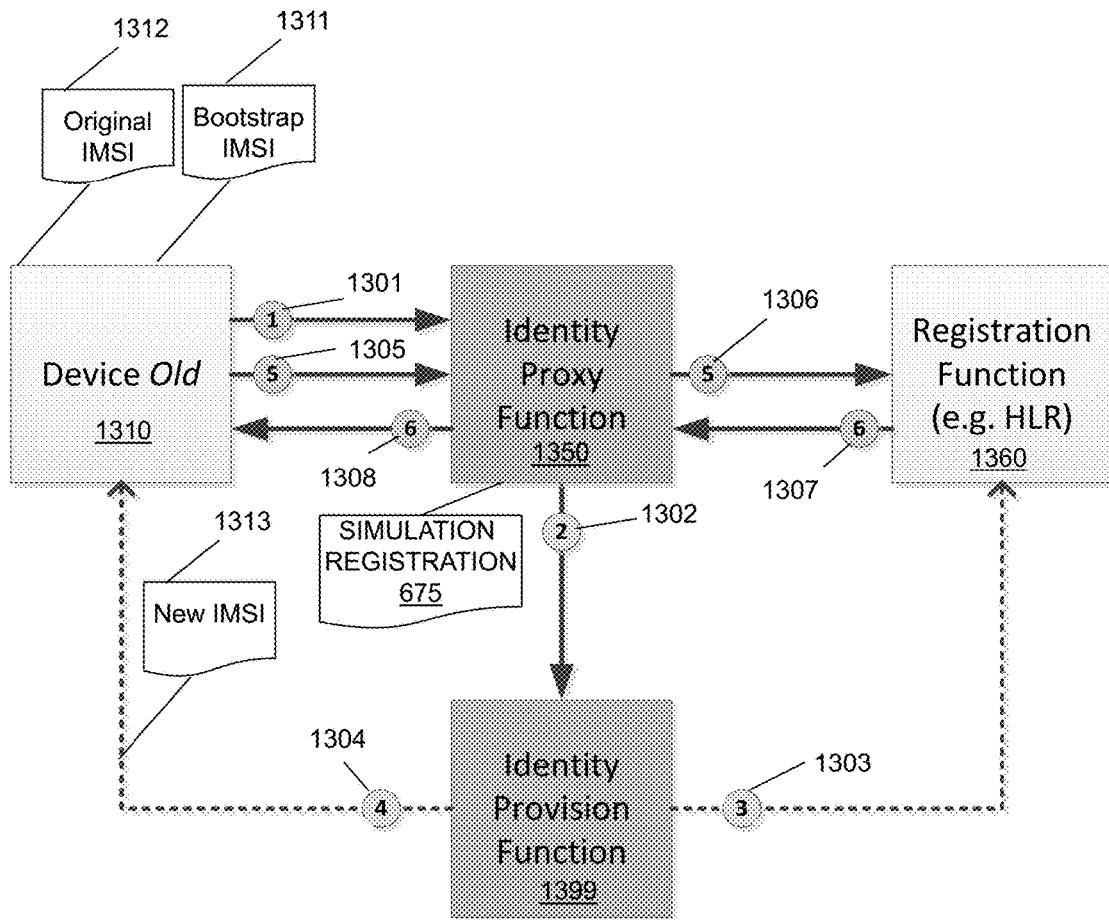 1312
1311
Original
IMSI
Bootstrap
IMSI
1301
1
1305
5
6
1308
Device Old
1310
Identity
Proxy
Function
1350
1306
5
6
1307
Registration
Function
(e.g. HLR)
1360
1313
New IMSI
SIMULATION
REGISTRATION
675
2
1302
1304
4
Identity
Provision
Function
1399
1303
3